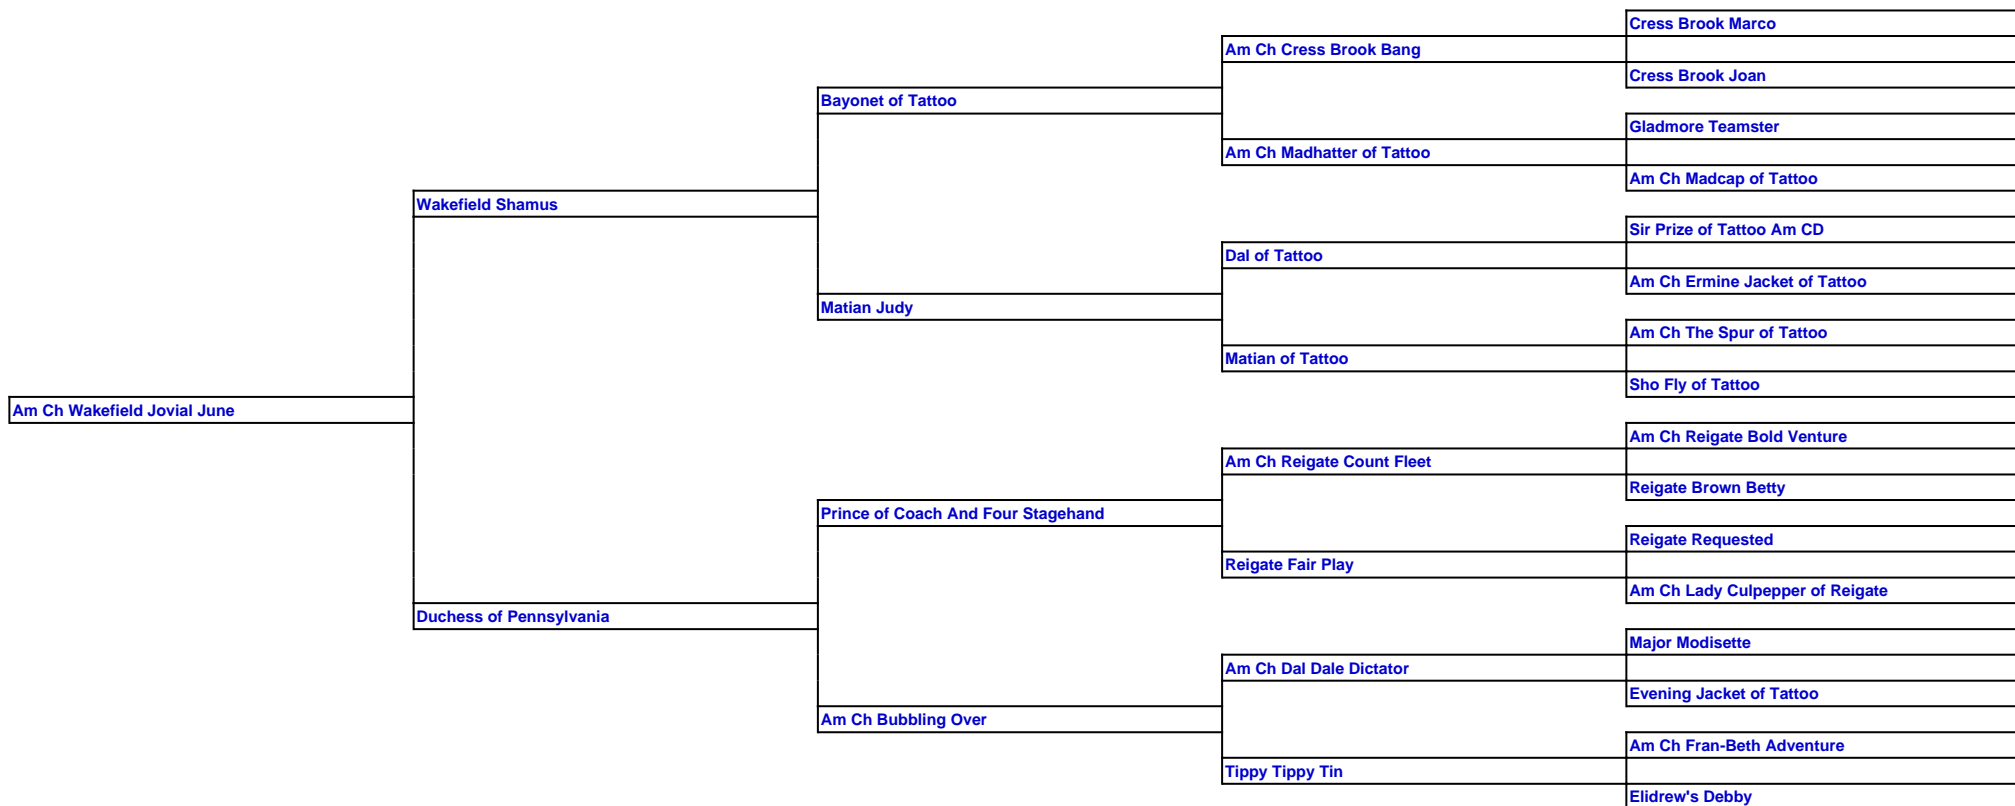 Cress Brook Marco
Am Ch Cress Brook Bang
Cress Brook Joan
Bayonet of Tattoo
Gladmore Teamster
Am Ch Madhatter of Tattoo
Am Ch Madcap of Tattoo
Wakefield Shamus
Sir Prize of Tattoo Am CD
Dal of Tattoo
Am Ch Ermine Jacket of Tattoo
Matian Judy
Am Ch The Spur of Tattoo
Matian of Tattoo
Sho Fly of Tattoo
Am Ch Wakefield Jovial June
Am Ch Reigate Bold Venture
Am Ch Reigate Count Fleet
Reigate Brown Betty
Prince of Coach And Four Stagehand
Reigate Requested
Reigate Fair Play
Am Ch Lady Culpepper of Reigate
Duchess of Pennsylvania
Major Modisette
Am Ch Dal Dale Dictator
Evening Jacket of Tattoo
Am Ch Bubbling Over
Am Ch Fran-Beth Adventure
Tippy Tippy Tin
Elidrew's Debby